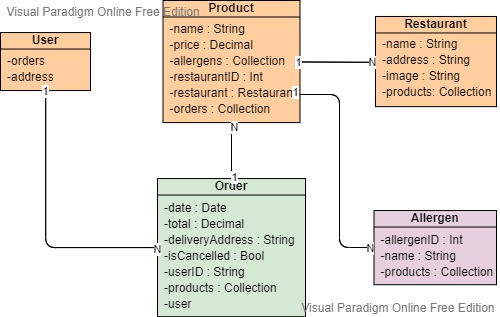 Visual Paradigm Online Free Edition
Product
-name : String
-price : Decimal
-allergens : Collection
-restaurantID : Int
-restaurant : Restaurant
-orders : Collection
Restaurant
-name : String
-address : String
-image : String
-products: Collection
User
-orders
-address
1
N
1
1
N
1
N
N
Order
-date : Date
-total : Decimal
-deliveryAddress : String
-isCancelled : Bool
-userID : String
-products : Collection
-user
Allergen
-allergenID : Int
-name : String
-products : Collection
Visual Paradigm Online Free Edition